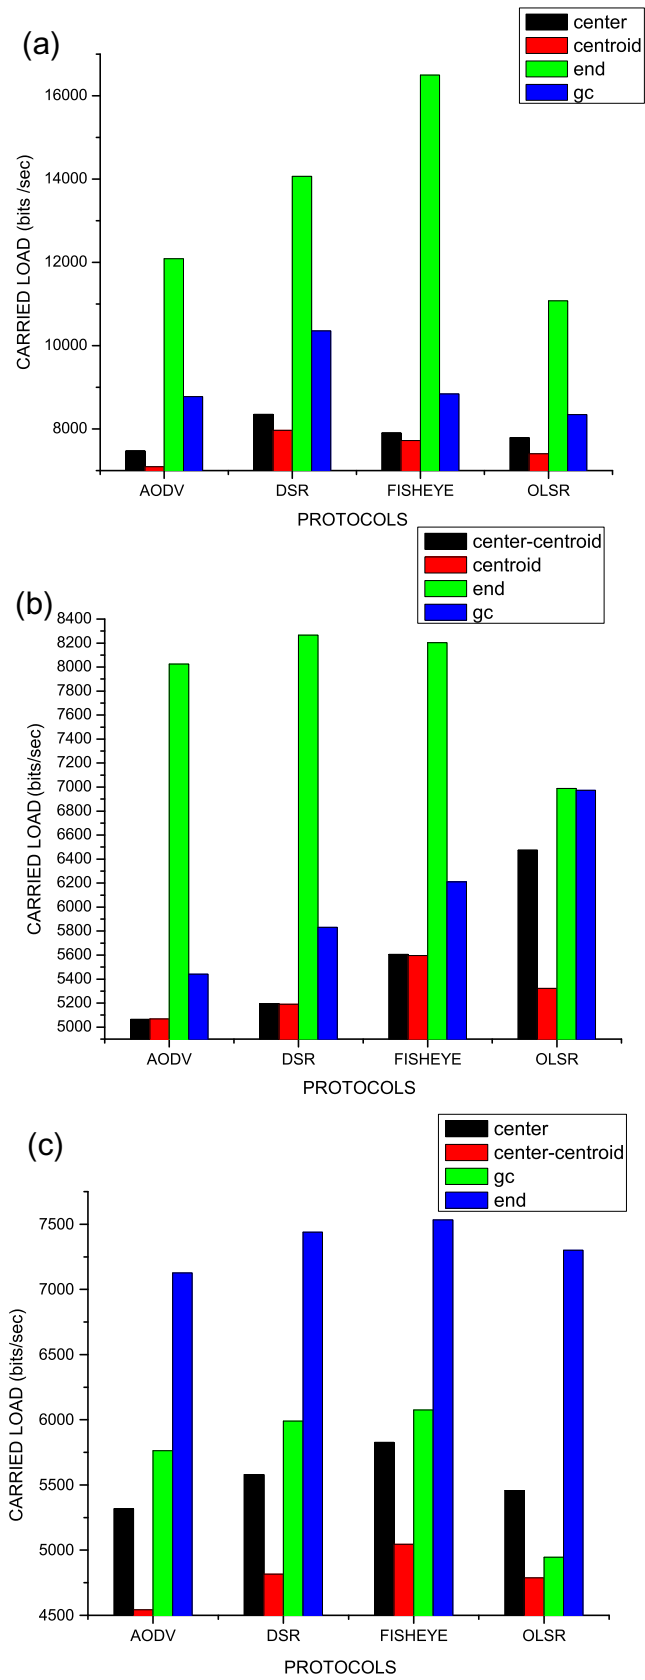 (a)
center
centroid
end
gc
CARRIED LOAD (bits /sec)
16000
14000
12000
10000
8000
AODV DSR FISHEYE OLSR
PROTOCOLS
(b)
center-centroid
centroid
end
gc
CARRIED LOAD (bits/sec)
8400
8200
8000
7800
7600
7400
7200
7000
6800
6600
6400
6200
6000
5800
5600
5400
5200
5000
AODV DSR FISHEYE OLSR
PROTOCOLS
(c)
center
center-centroid
gc
end
CARRIED LOAD (bits/sec)
7500
7000
6500
6000
5500
5000
4500
AODV DSR FISHEYE OLSR
PROTOCOLS